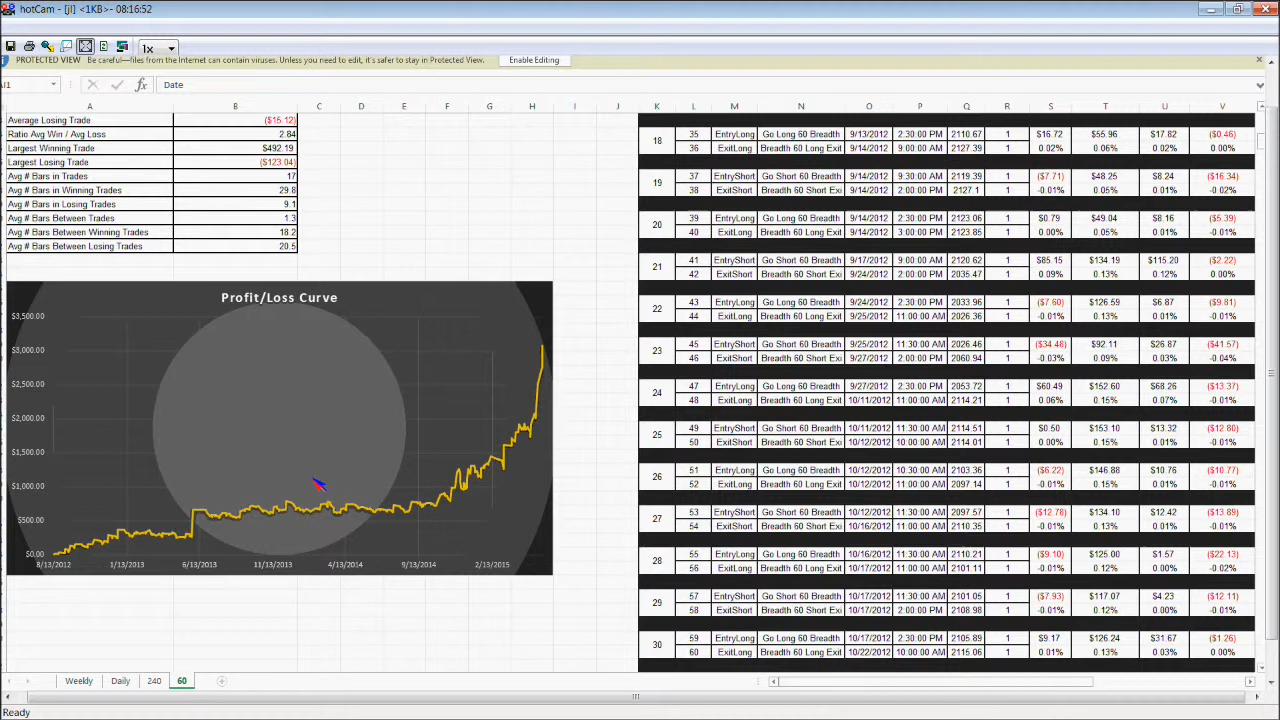 hotCam - [jl] <1KB>- 08:16:52
1x
PROTECTED VIEW Be careful—files from the Internet can contain viruses. Unless you need to edit, it's safer to stay in Protected View. Enable Editing
fx Date
A B C D E F G H I J K L M N O P Q R S T U V
Average Losing Trade ($15.12)
Ratio Avg Win / Avg Loss 2.84
Largest Winning Trade $492.19
Largest Losing Trade ($123.04)
Avg # Bars in Trades 17
Avg # Bars in Winning Trades 29.8
Avg # Bars in Losing Trades 9.1
Avg # Bars Between Trades 1.3
Avg # Bars Between Winning Trades 18.2
Avg # Bars Between Losing Trades 20.5
Profit/Loss Curve
$3,500.00
$3,000.00
$2,500.00
$2,000.00
$1,500.00
$1,000.00
$500.00
$0.00
8/13/2012 1/13/2013 6/13/2013 11/13/2013 4/13/2014 9/13/2014 2/13/2015
18 35 EntryLong Go Long 60 Breadth 9/13/2012 2:30:00 PM 2110.67 1 $16.72 $55.96 $17.82 ($0.46)
36 ExitLong Breadth 60 Long Exit 9/14/2012 9:00:00 AM 2127.39 1 0.02% 0.06% 0.02% 0.00%
19 37 EntryShort Go Short 60 Breadth 9/14/2012 9:30:00 AM 2119.39 1 ($7.71) $48.25 $8.24 ($16.34)
38 ExitShort Breadth 60 Short Exi 9/14/2012 2:00:00 PM 2127.1 1 -0.01% 0.05% 0.01% -0.02%
20 39 EntryLong Go Long 60 Breadth 9/14/2012 2:30:00 PM 2123.06 1 $0.79 $49.04 $8.16 ($5.39)
40 ExitLong Breadth 60 Long Exit 9/14/2012 3:00:00 PM 2123.85 1 0.00% 0.05% 0.01% -0.01%
21 41 EntryShort Go Short 60 Breadth 9/17/2012 9:00:00 AM 2120.62 1 $85.15 $134.19 $115.20 ($2.22)
42 ExitShort Breadth 60 Short Exi 9/24/2012 2:00:00 PM 2035.47 1 0.09% 0.13% 0.12% 0.00%
22 43 EntryLong Go Long 60 Breadth 9/24/2012 2:30:00 PM 2033.96 1 ($7.60) $126.59 $6.87 ($9.81)
44 ExitLong Breadth 60 Long Exit 9/25/2012 11:00:00 AM 2026.36 1 -0.01% 0.13% 0.01% -0.01%
23 45 EntryShort Go Short 60 Breadth 9/25/2012 11:30:00 AM 2026.46 1 ($34.48) $92.11 $26.87 ($41.57)
46 ExitShort Breadth 60 Short Exi 9/27/2012 2:00:00 PM 2060.94 1 -0.03% 0.09% 0.03% -0.04%
24 47 EntryLong Go Long 60 Breadth 9/27/2012 2:30:00 PM 2053.72 1 $60.49 $152.60 $68.26 ($13.37)
48 ExitLong Breadth 60 Long Exit 10/11/2012 11:00:00 AM 2114.21 1 0.06% 0.15% 0.07% -0.01%
25 49 EntryShort Go Short 60 Breadth 10/11/2012 11:30:00 AM 2114.51 1 $0.50 $153.10 $13.32 ($12.80)
50 ExitShort Breadth 60 Short Exi 10/12/2012 10:00:00 AM 2114.01 1 0.00% 0.15% 0.01% -0.01%
26 51 EntryLong Go Long 60 Breadth 10/12/2012 10:30:00 AM 2103.36 1 ($6.22) $146.88 $10.76 ($10.77)
52 ExitLong Breadth 60 Long Exit 10/12/2012 11:00:00 AM 2097.14 1 -0.01% 0.15% 0.01% -0.01%
27 53 EntryShort Go Short 60 Breadth 10/12/2012 11:30:00 AM 2097.57 1 ($12.78) $134.10 $12.42 ($13.89)
54 ExitShort Breadth 60 Short Exi 10/16/2012 11:00:00 AM 2110.35 1 -0.01% 0.13% 0.01% -0.01%
28 55 EntryLong Go Long 60 Breadth 10/16/2012 11:30:00 AM 2110.21 1 ($9.10) $125.00 $1.57 ($22.13)
56 ExitLong Breadth 60 Long Exit 10/17/2012 11:00:00 AM 2101.11 1 -0.01% 0.12% 0.00% -0.02%
29 57 EntryShort Go Short 60 Breadth 10/17/2012 11:30:00 AM 2101.05 1 ($7.93) $117.07 $4.23 ($12.11)
58 ExitShort Breadth 60 Short Exi 10/17/2012 2:00:00 PM 2108.98 1 -0.01% 0.12% 0.00% -0.01%
30 59 EntryLong Go Long 60 Breadth 10/17/2012 2:30:00 PM 2105.89 1 $9.17 $126.24 $31.67 ($1.26)
60 ExitLong Breadth 60 Long Exit 10/22/2012 10:00:00 AM 2115.06 1 0.01% 0.13% 0.03% 0.00%
Weekly Daily 240 60
Ready